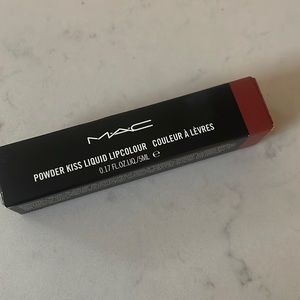 MAC
POWDER KISS LIQUID LIPCOLOUR COULEUR À LÈVRES
0.17 FL.OZ.LIQ/5ML ℮